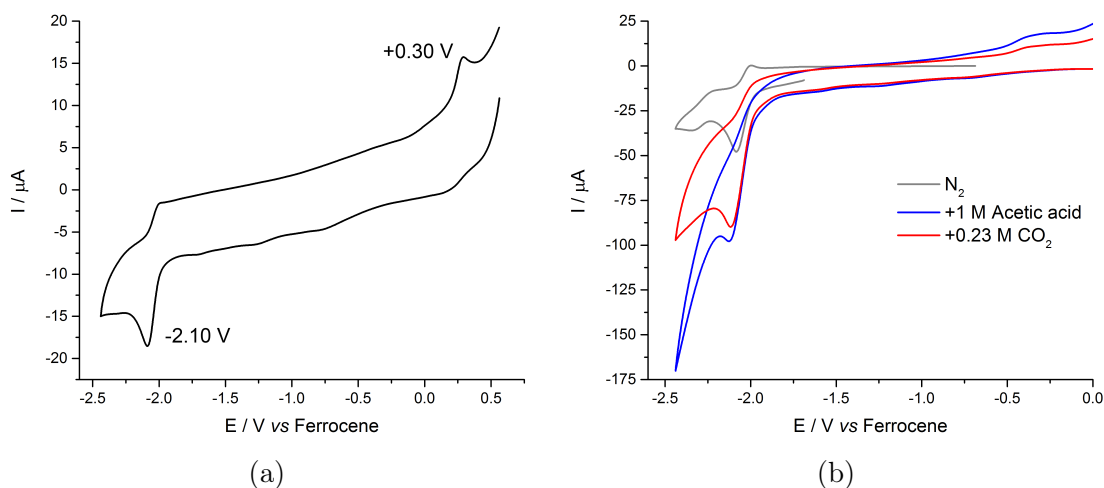 20
15
10
5
0
-5
-10
-15
-20
I / µA
+0.30 V
-2.10 V
-2.5 -2.0 -1.5 -1.0 -0.5 0.0 0.5
E / V vs Ferrocene
(a)
25
0
-25
-50
-75
-100
-125
-150
-175
I / µA
N₂
+1 M Acetic acid
+0.23 M CO₂
-2.5 -2.0 -1.5 -1.0 -0.5 0.0
E / V vs Ferrocene
(b)